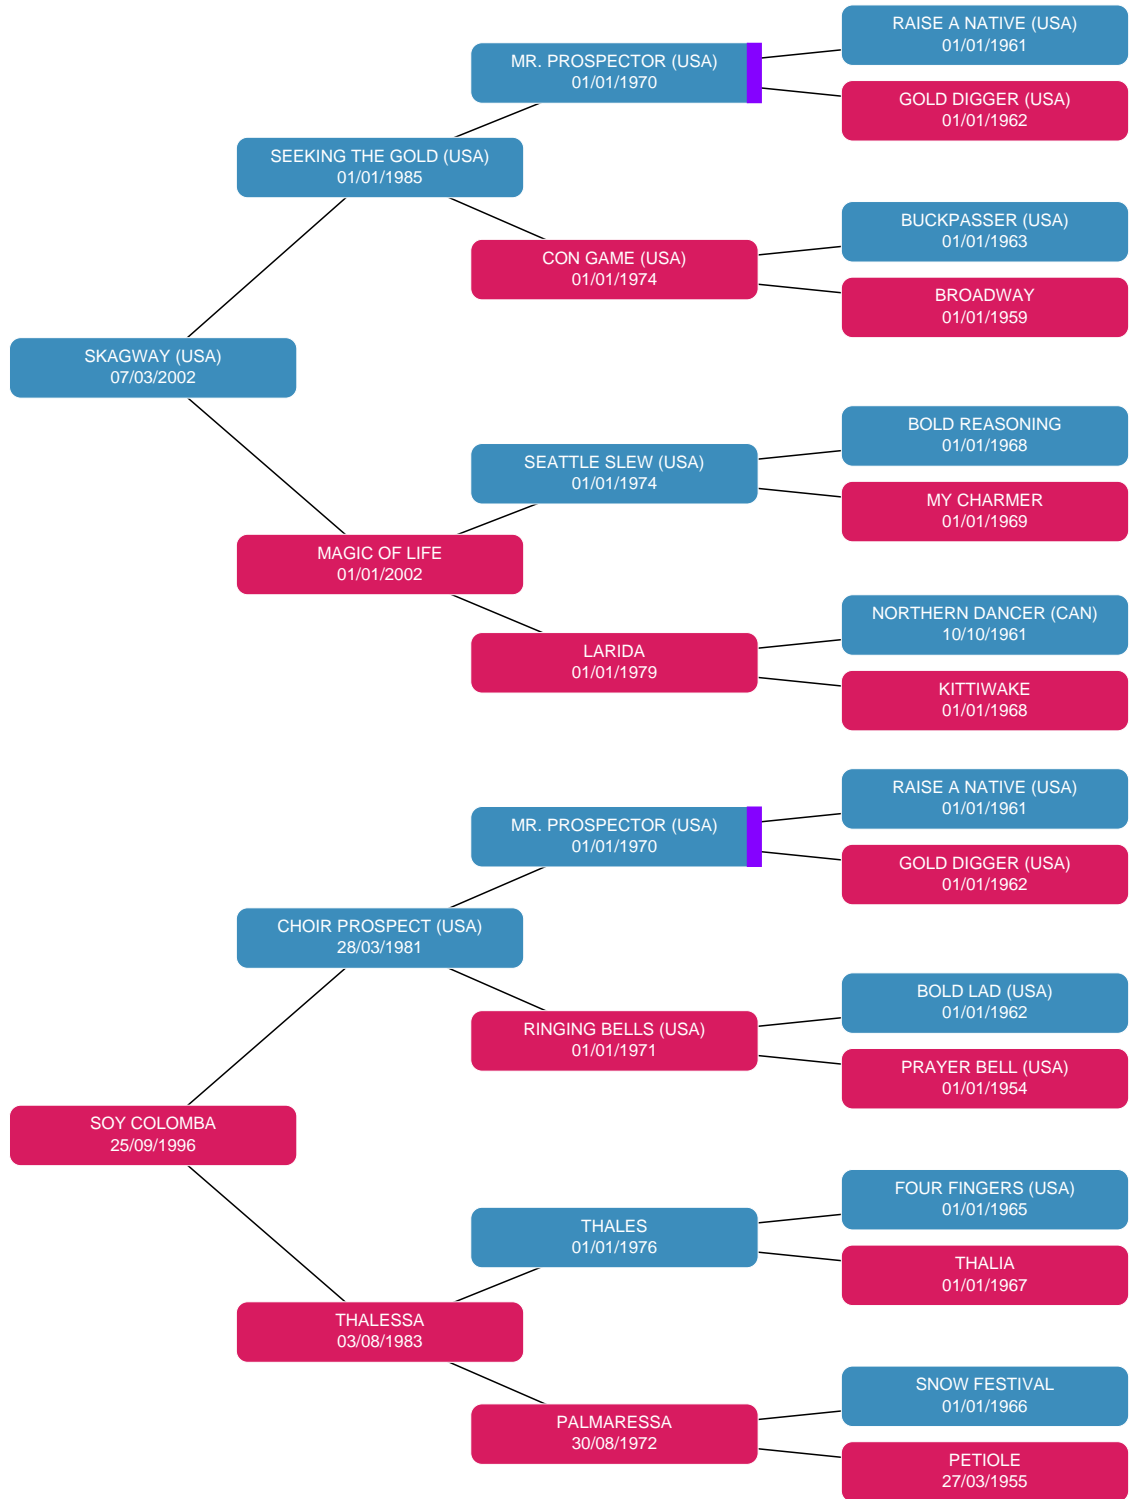 RAISE A NATIVE (USA)
01/01/1961
MR. PROSPECTOR (USA)
01/01/1970
GOLD DIGGER (USA)
01/01/1962
SEEKING THE GOLD (USA)
01/01/1985
BUCKPASSER (USA)
01/01/1963
CON GAME (USA)
01/01/1974
BROADWAY
01/01/1959
SKAGWAY (USA)
07/03/2002
BOLD REASONING
01/01/1968
SEATTLE SLEW (USA)
01/01/1974
MY CHARMER
01/01/1969
MAGIC OF LIFE
01/01/2002
NORTHERN DANCER (CAN)
10/10/1961
LARIDA
01/01/1979
KITTIWAKE
01/01/1968
RAISE A NATIVE (USA)
01/01/1961
MR. PROSPECTOR (USA)
01/01/1970
GOLD DIGGER (USA)
01/01/1962
CHOIR PROSPECT (USA)
28/03/1981
BOLD LAD (USA)
01/01/1962
RINGING BELLS (USA)
01/01/1971
PRAYER BELL (USA)
01/01/1954
SOY COLOMBA
25/09/1996
FOUR FINGERS (USA)
01/01/1965
THALES
01/01/1976
THALIA
01/01/1967
THALESSA
03/08/1983
SNOW FESTIVAL
01/01/1966
PALMARESSA
30/08/1972
PETIOLE
27/03/1955